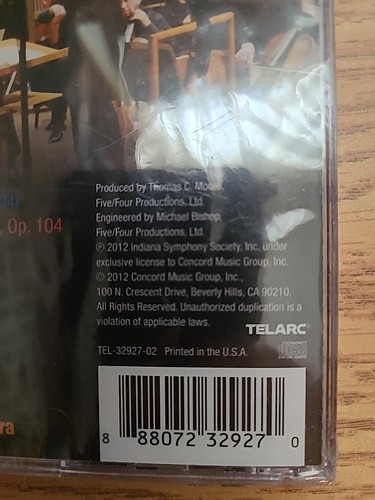 Produced by Thomas C. Moore,
Five/Four Productions, Ltd.
Engineered by Michael Bishop,
Five/Four Productions, Ltd.
, Op. 104
℗ 2012 Indiana Symphony Society, Inc. under
exclusive license to Concord Music Group, Inc.
© 2012 Concord Music Group, Inc.,
100 N. Crescent Drive, Beverly Hills, CA 90210.
All Rights Reserved. Unauthorized duplication is a
violation of applicable laws.
TELARC®
TEL-32927-02 Printed in the U.S.A.
ra
8 88072 32927 0